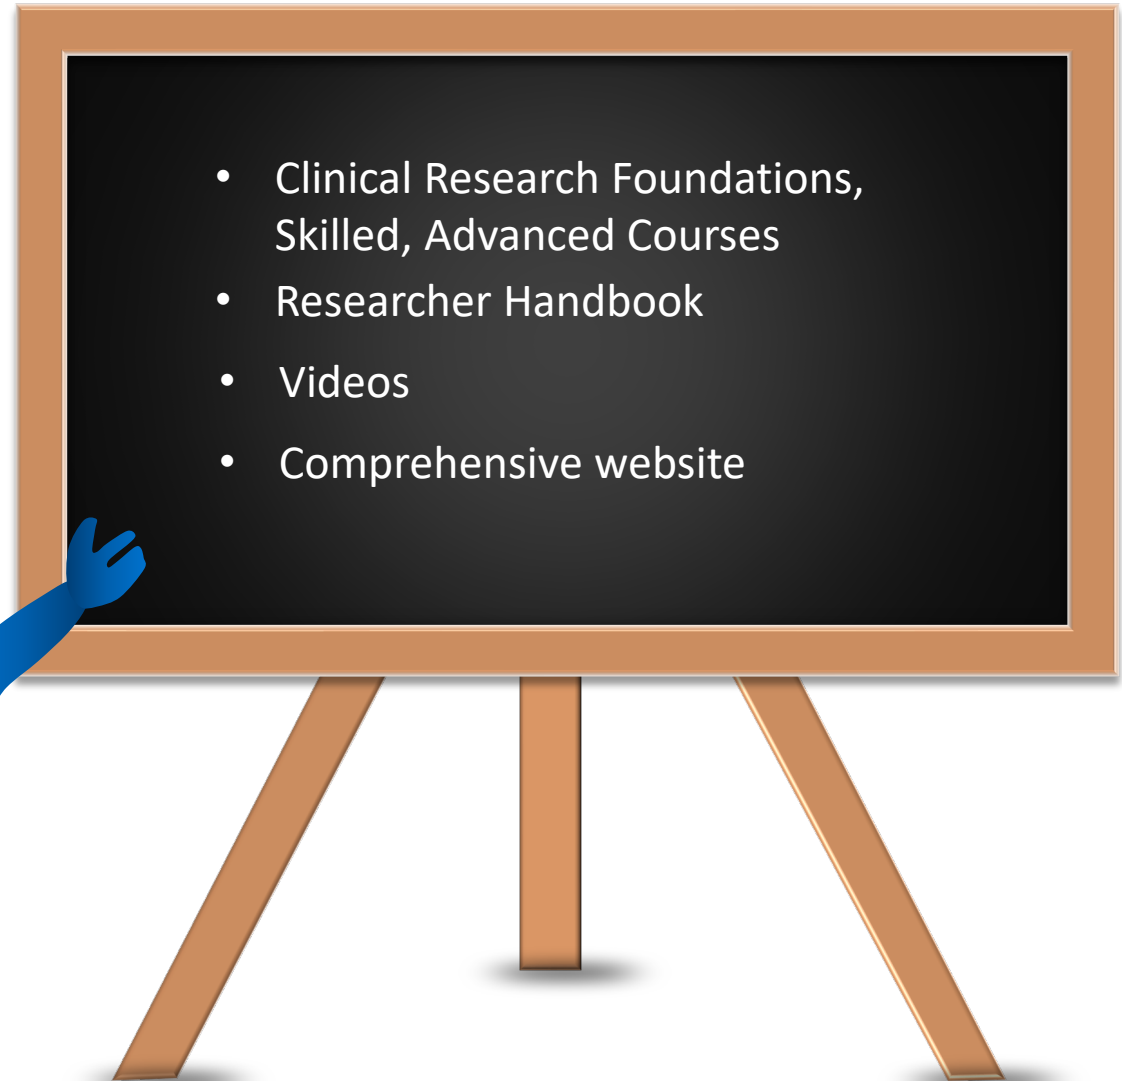 • Clinical Research Foundations,
Skilled, Advanced Courses
• Researcher Handbook
• Videos
• Comprehensive website